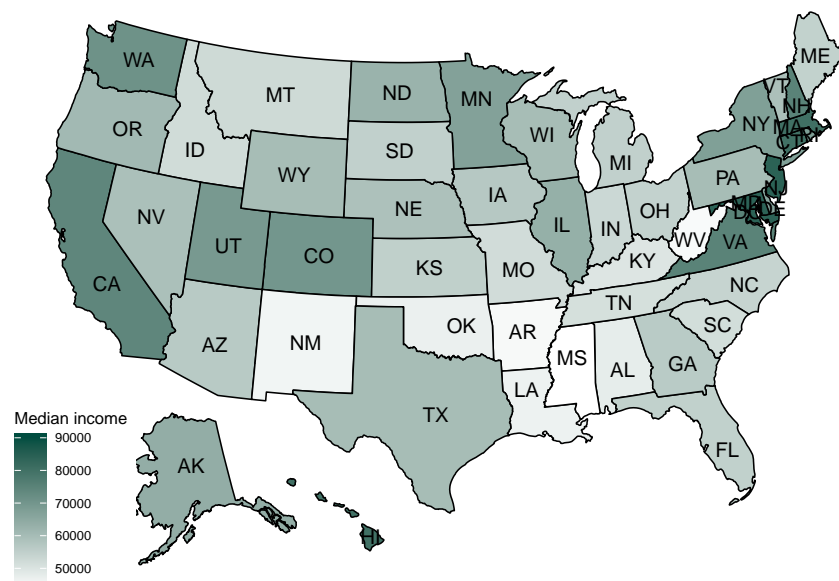 ME
WA
VT
MT
ND
MN
NH
OR
NY
MA
WI
RI
CT
ID
SD
MI
WY
PA
NJ
IA
NE
OH
DE
NV
IL
IN
UT
CO
WV
VA
KS
MO
KY
CA
NC
TN
OK
SC
AZ
NM
AR
MS
AL
GA
LA
TX
Median income
90000
FL
80000
AK
70000
60000
HI
50000